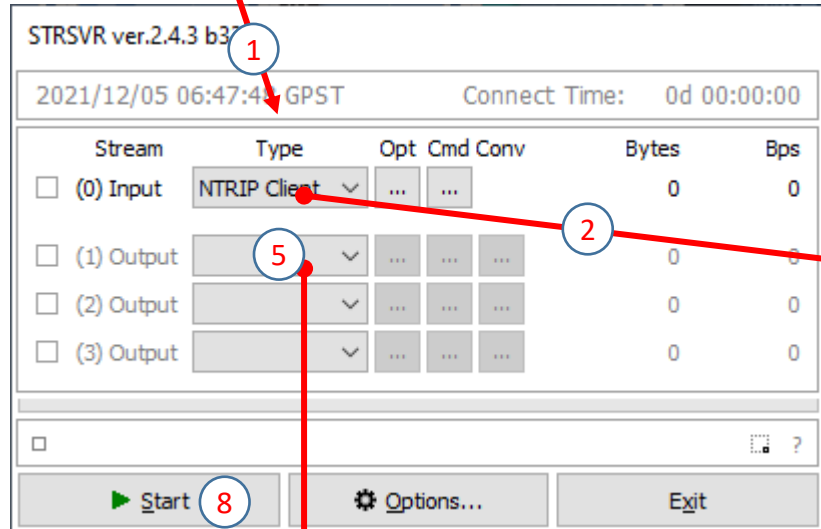 STRSVR ver.2.4.3
1
2021/12/05 06:47:48 GPST Connect Time: 0d 00:00:00
Stream Type Opt Cmd Conv Bytes Bps
(0) Input NTRIP Client ... ... 0 0
2
(1) Output 5 ... ... ... 0 0
(2) Output ... ... ... 0 0
(3) Output ... ... ... 0 0
?
Start 8 Options... Exit